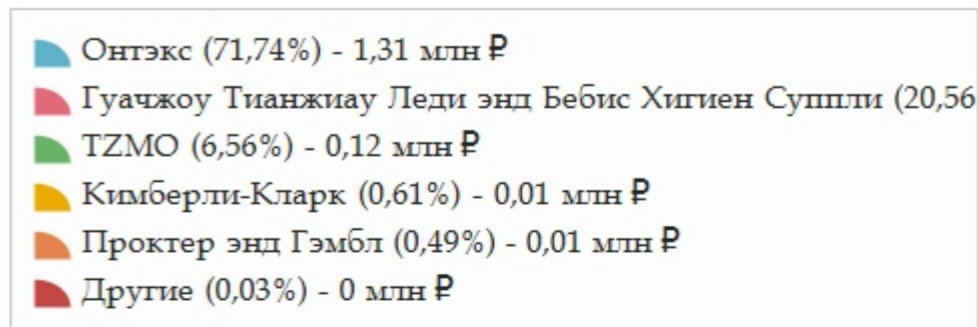 Онтэкс (71,74%) - 1,31 млн ₽
Гуачжоу Тианжиау Леди энд Бебис Хигиен Суппли (20,56
TZMO (6,56%) - 0,12 млн ₽
Кимберли-Кларк (0,61%) - 0,01 млн ₽
Проктер энд Гэмбл (0,49%) - 0,01 млн ₽
Другие (0,03%) - 0 млн ₽